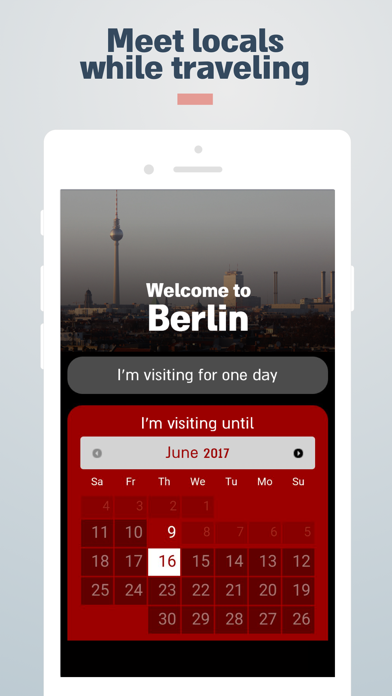 Meet locals
while traveling
Welcome to
Berlin
I'm visiting for one day
I'm visiting until
June 2017
Sa Fr Th We Tu Mo Su
4 3 2 1
11 10 9 8 7 6 5
18 17 16 15 14 13 12
25 24 23 22 21 20 19
30 29 28 27 26